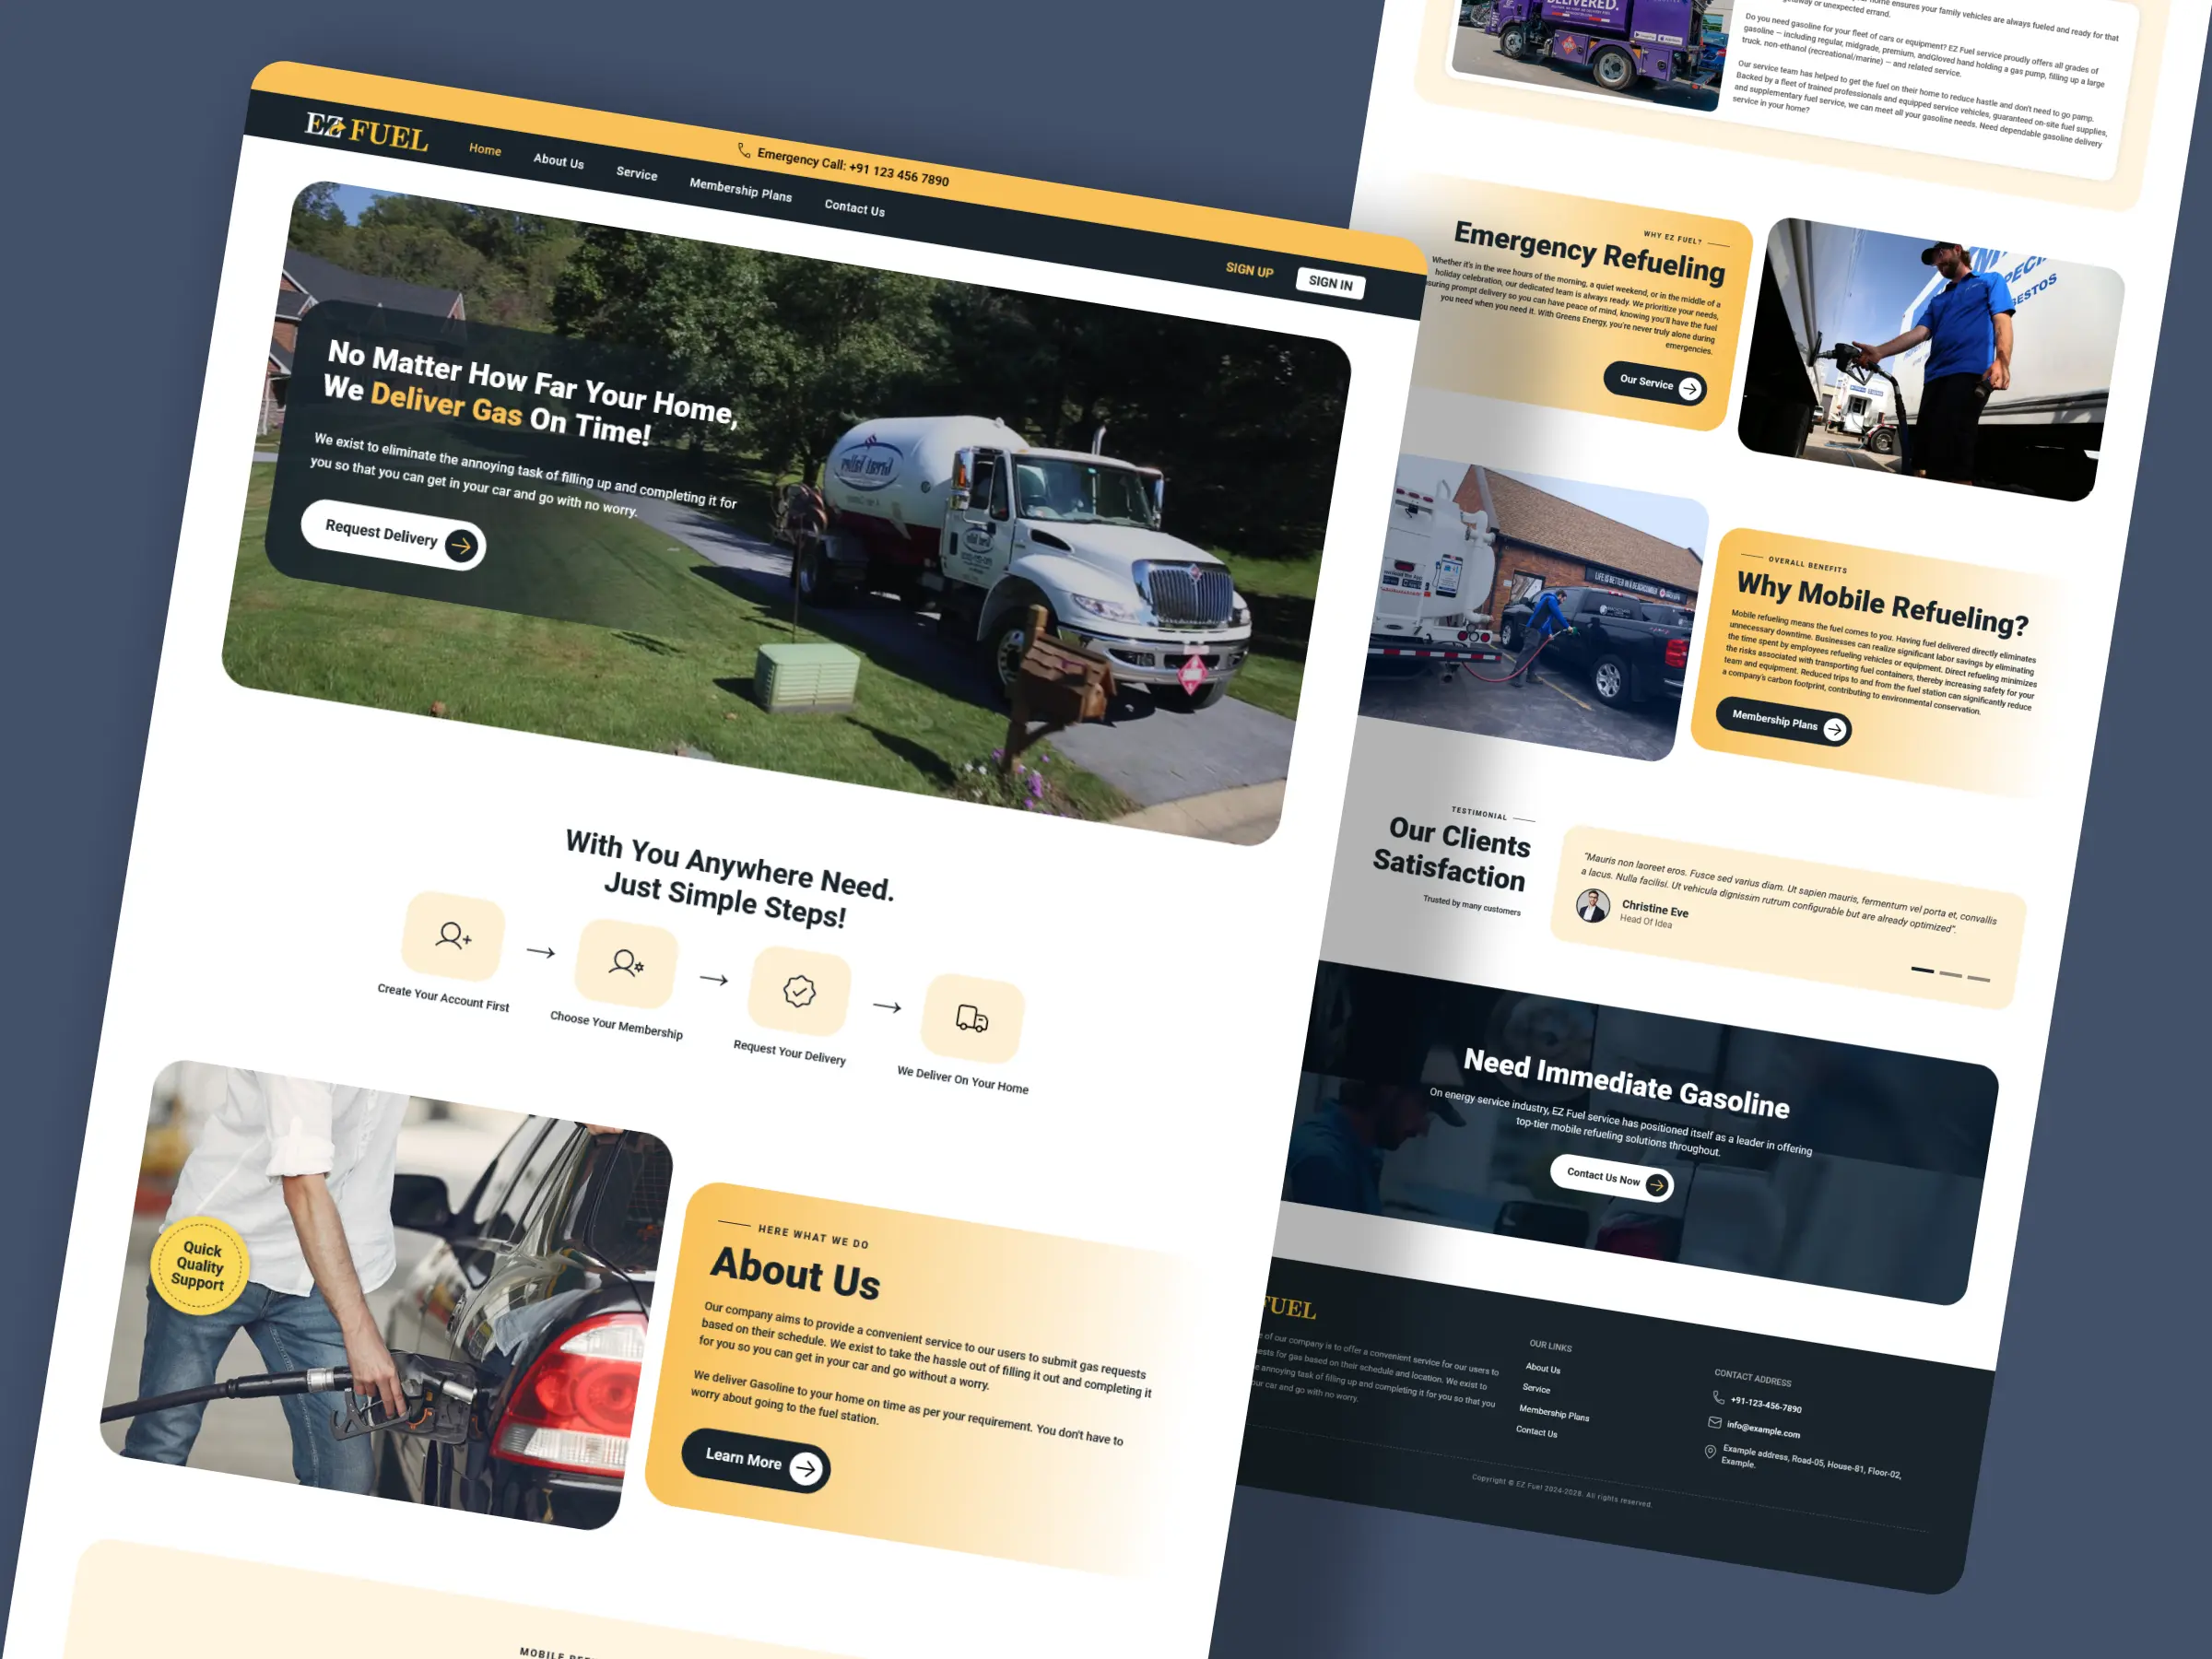 Emergency Call: +91 123 456 7890
EZ FUEL
Home
About Us
Service
Membership Plans
Contact Us
SIGN UP
SIGN IN
No Matter How Far Your Home,
We Deliver Gas On Time!
We exist to eliminate the annoying task of filling up and completing it for
you so that you can get in your car and go with no worry.
Request Delivery
With You Anywhere Need.
Just Simple Steps!
Create Your Account First
Choose Your Membership
Request Your Delivery
We Deliver On Your Home
Quick
Quality
Support
HERE WHAT WE DO
About Us
Our company aims to provide a convenient service to our users to submit gas requests
based on their schedule. We exist to take the hassle out of filling it out and completing it
for you so you can get in your car and go without a worry.
We deliver Gasoline to your home on time as per your requirement. You don't have to
worry about going to the fuel station.
Learn More
MOBILE
DELIVERED.
home ensures your family vehicles are always fueled and ready for that
or unexpected errand.
Do you need gasoline for your fleet of cars or equipment? EZ Fuel service proudly offers all grades of
gasoline — including regular, midgrade, premium, andGloved hand holding a gas pump, filling up a large
truck. non-ethanol (recreational/marine) — and related service.
Our service team has helped to get the fuel on their home to reduce hastle and don't need to go pamp.
Backed by a fleet of trained professionals and equipped service vehicles, guaranteed on-site fuel supplies,
and supplementary fuel service, we can meet all your gasoline needs. Need dependable gasoline delivery
service in your home?
WHY EZ FUEL?
Emergency Refueling
Whether it's in the wee hours of the morning, a quiet weekend, or in the middle of a
holiday celebration, our dedicated team is always ready. We prioritize your needs,
suring prompt delivery so you can have peace of mind, knowing you'll have the fuel
you need when you need it. With Greens Energy, you're never truly alone during
emergencies.
Our Service
OVERALL BENEFITS
Why Mobile Refueling?
Mobile refueling means the fuel comes to you. Having fuel delivered directly eliminates
unnecessary downtime. Businesses can realize significant labor savings by eliminating
the time spent by employees refueling vehicles or equipment. Direct refueling minimizes
the risks associated with transporting fuel containers, thereby increasing safety for your
team and equipment. Reduced trips to and from the fuel station can significantly reduce
a company's carbon footprint, contributing to environmental conservation.
Membership Plans
TESTIMONIAL
Our Clients
Satisfaction
Trusted by many customers
"Mauris non laoreet eros. Fusce sed varius diam. Ut sapien mauris, fermentum vel porta et, convallis
a lacus. Nulla facilisi. Ut vehicula dignissim rutrum configurable but are already optimized".
Christine Eve
Head Of Idea
Need Immediate Gasoline
On energy service industry, EZ Fuel service has positioned itself as a leader in offering
top-tier mobile refueling solutions throughout.
Contact Us Now
FUEL
of our company is to offer a convenient service for our users to
for gas based on their schedule and location. We exist to
annoying task of filling up and completing it for you so that you
car and go with no worry.
OUR LINKS
About Us
Service
Membership Plans
Contact Us
CONTACT ADDRESS
+91-123-456-7890
info@example.com
Example address, Road-05, House-81, Floor-02,
Example.
Copyright © EZ Fuel 2024-2028. All rights reserved